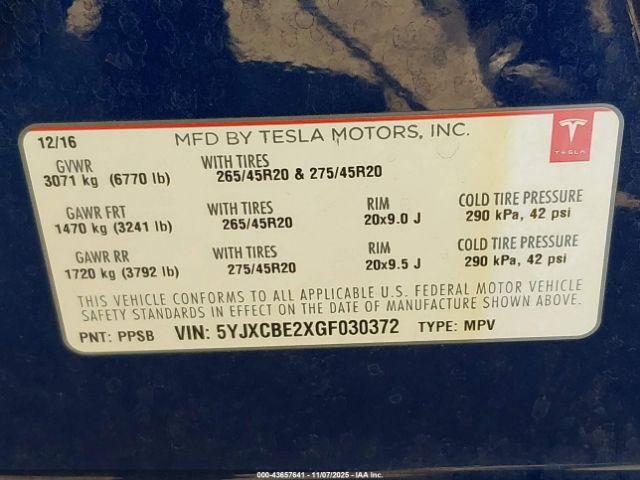 12/16 MFD BY TESLA MOTORS, INC.
TESLA
GVWR WITH TIRES
3071 kg (6770 lb) 265/45R20 & 275/45R20
GAWR FRT WITH TIRES RIM COLD TIRE PRESSURE
1470 kg (3241 lb) 265/45R20 20x9.0 J 290 kPa, 42 psi
GAWR RR WITH TIRES RIM COLD TIRE PRESSURE
1720 kg (3792 lb) 275/45R20 20x9.5 J 290 kPa, 42 psi
THIS VEHICLE CONFORMS TO ALL APPLICABLE U.S. FEDERAL MOTOR VEHICLE
SAFETY STANDARDS IN EFFECT ON THE DATE OF MANUFACTURE SHOWN ABOVE.
PNT: PPSB VIN: 5YJXCBE2XGF030372 TYPE: MPV
© 43657641 - 11/07/2025 - IAA Inc.